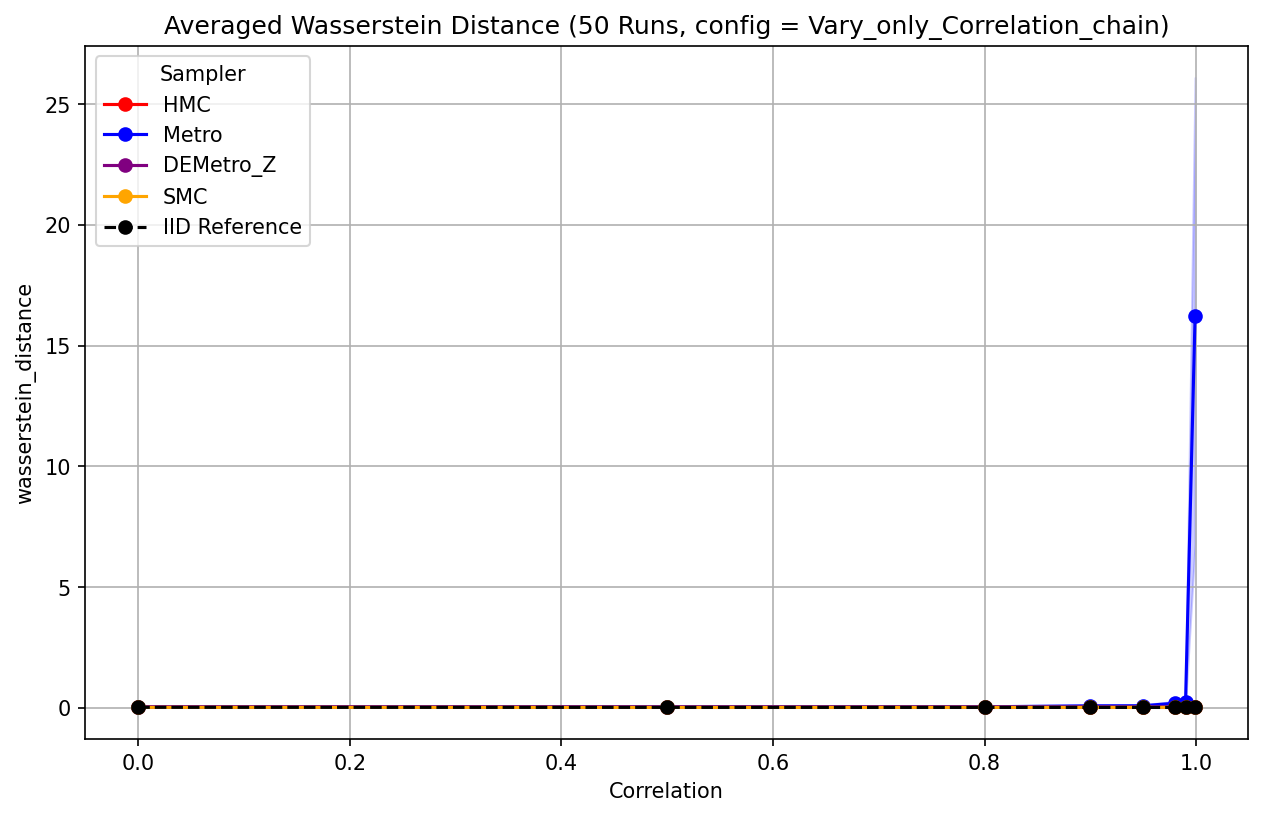 Averaged Wasserstein Distance (50 Runs, config = Vary_only_Correlation_chain)
Sampler
HMC
Metro
DEMetro_Z
SMC
IID Reference
wasserstein_distance
25
20
15
10
5
0
0.0 0.2 0.4 0.6 0.8 1.0
Correlation